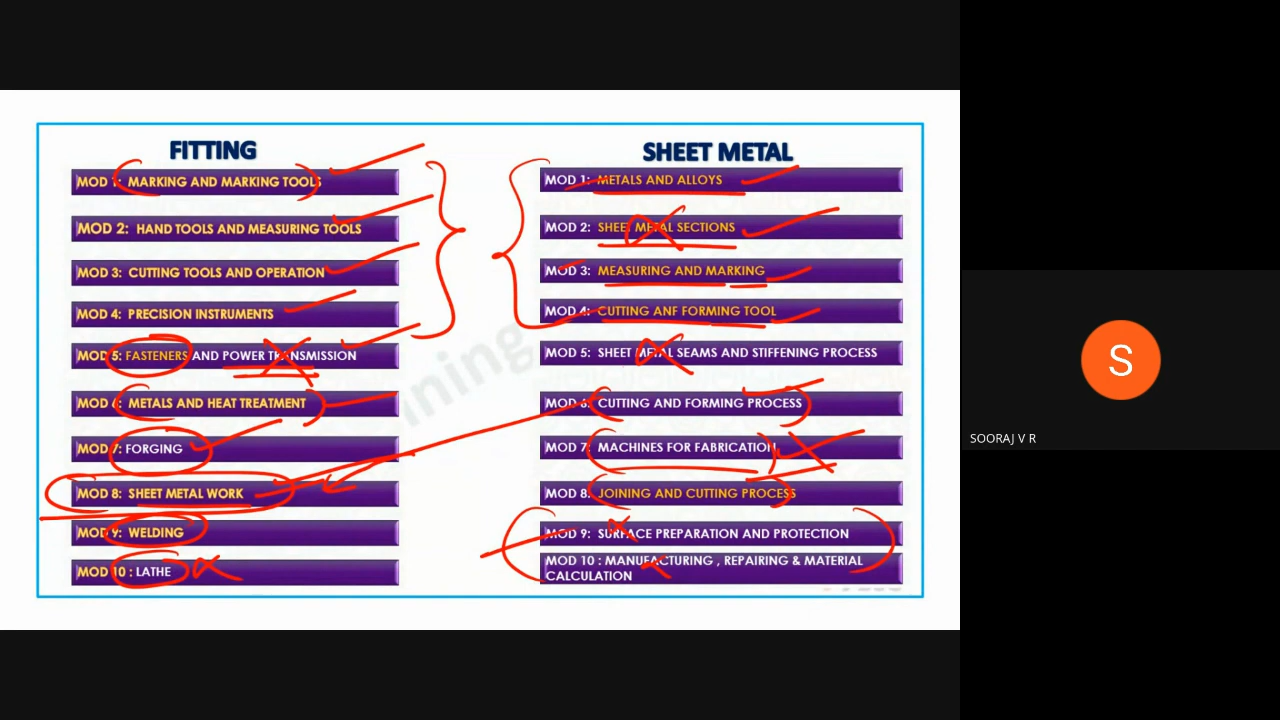 FITTING
MOD 1: MARKING AND MARKING TOOLS
MOD 2: HAND TOOLS AND MEASURING TOOLS
MOD 3: CUTTING TOOLS AND OPERATION
MOD 4: PRECISION INSTRUMENTS
MOD 5: FASTENERS AND POWER TRANSMISSION
MOD 6: METALS AND HEAT TREATMENT
MOD 7: FORGING
MOD 8: SHEET METAL WORK
MOD 9: WELDING
MOD 10 : LATHE
SHEET METAL
MOD 1: METALS AND ALLOYS
MOD 2: SHEET METAL SECTIONS
MOD 3: MEASURING AND MARKING
MOD 4: CUTTING ANF FORMING TOOL
MOD 5: SHEET METAL SEAMS AND STIFFENING PROCESS
MOD 6: CUTTING AND FORMING PROCESS
MOD 7: MACHINES FOR FABRICATION
MOD 8: JOINING AND CUTTING PROCESS
MOD 9: SURFACE PREPARATION AND PROTECTION
MOD 10 : MANUFACTURING , REPAIRING & MATERIAL
CALCULATION
S
SOORAJ V R